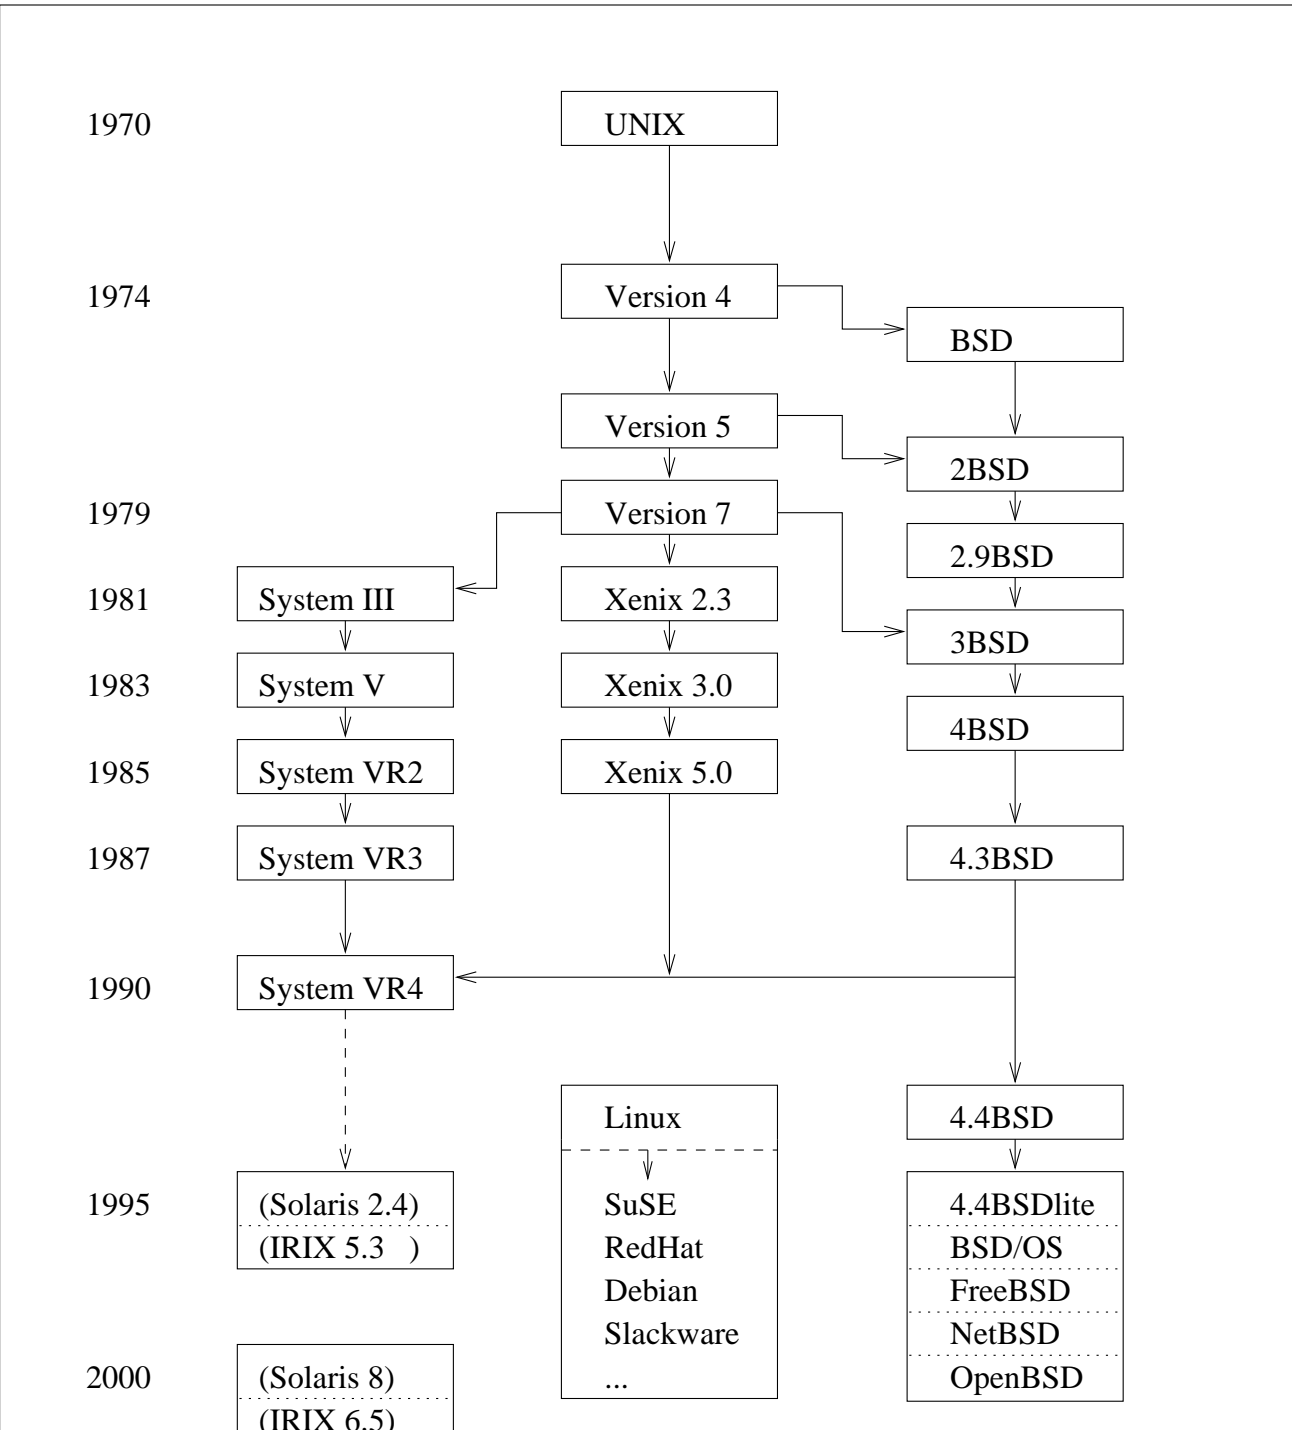 1970 UNIX
1974 Version 4
BSD
Version 5
2BSD
1979 Version 7
2.9BSD
1981 System III Xenix 2.3
3BSD
1983 System V Xenix 3.0
4BSD
1985 System VR2 Xenix 5.0
1987 System VR3 4.3BSD
1990 System VR4
Linux 4.4BSD
1995 (Solaris 2.4) SuSE 4.4BSDlite
(IRIX 5.3 ) RedHat BSD/OS
Debian FreeBSD
Slackware NetBSD
2000 (Solaris 8) ... OpenBSD
(IRIX 6.5)